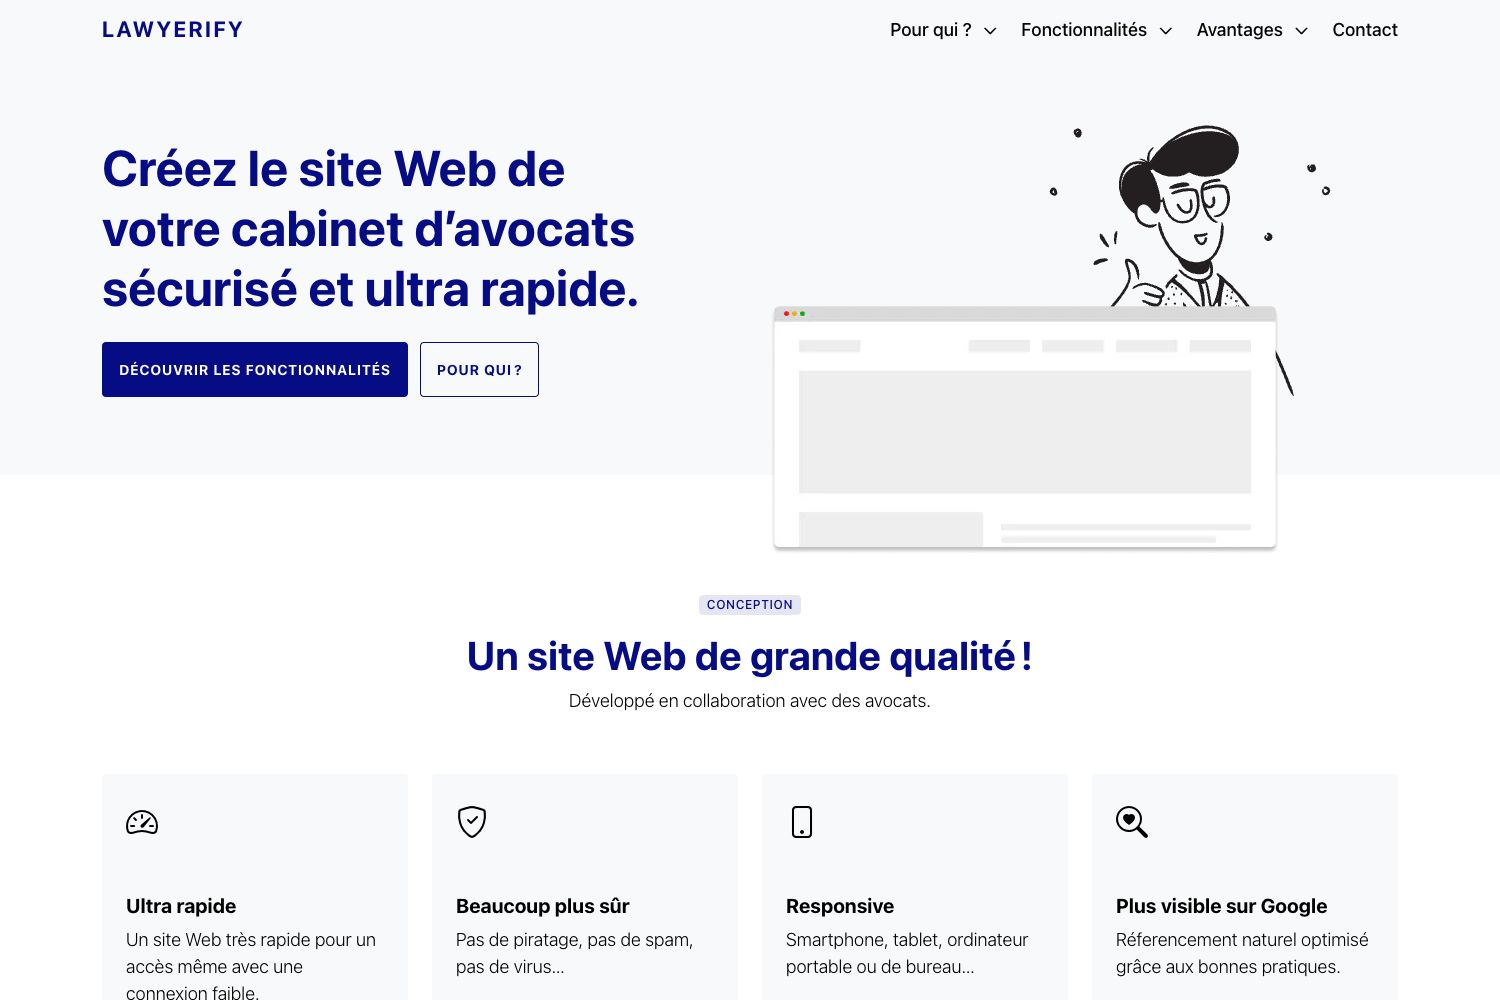 LAWYERIFY
Pour qui ?
Fonctionnalités
Avantages
Contact
Créez le site Web de
votre cabinet d’avocats
sécurisé et ultra rapide.
DÉCOUVRIR LES FONCTIONNALITÉS
POUR QUI ?
CONCEPTION
Un site Web de grande qualité !
Développé en collaboration avec des avocats.
Ultra rapide
Un site Web très rapide pour un
accès même avec une
connexion faible.
Beaucoup plus sûr
Pas de piratage, pas de spam,
pas de virus…
Responsive
Smartphone, tablet, ordinateur
portable ou de bureau…
Plus visible sur Google
Réferencement naturel optimisé
grâce aux bonnes pratiques.